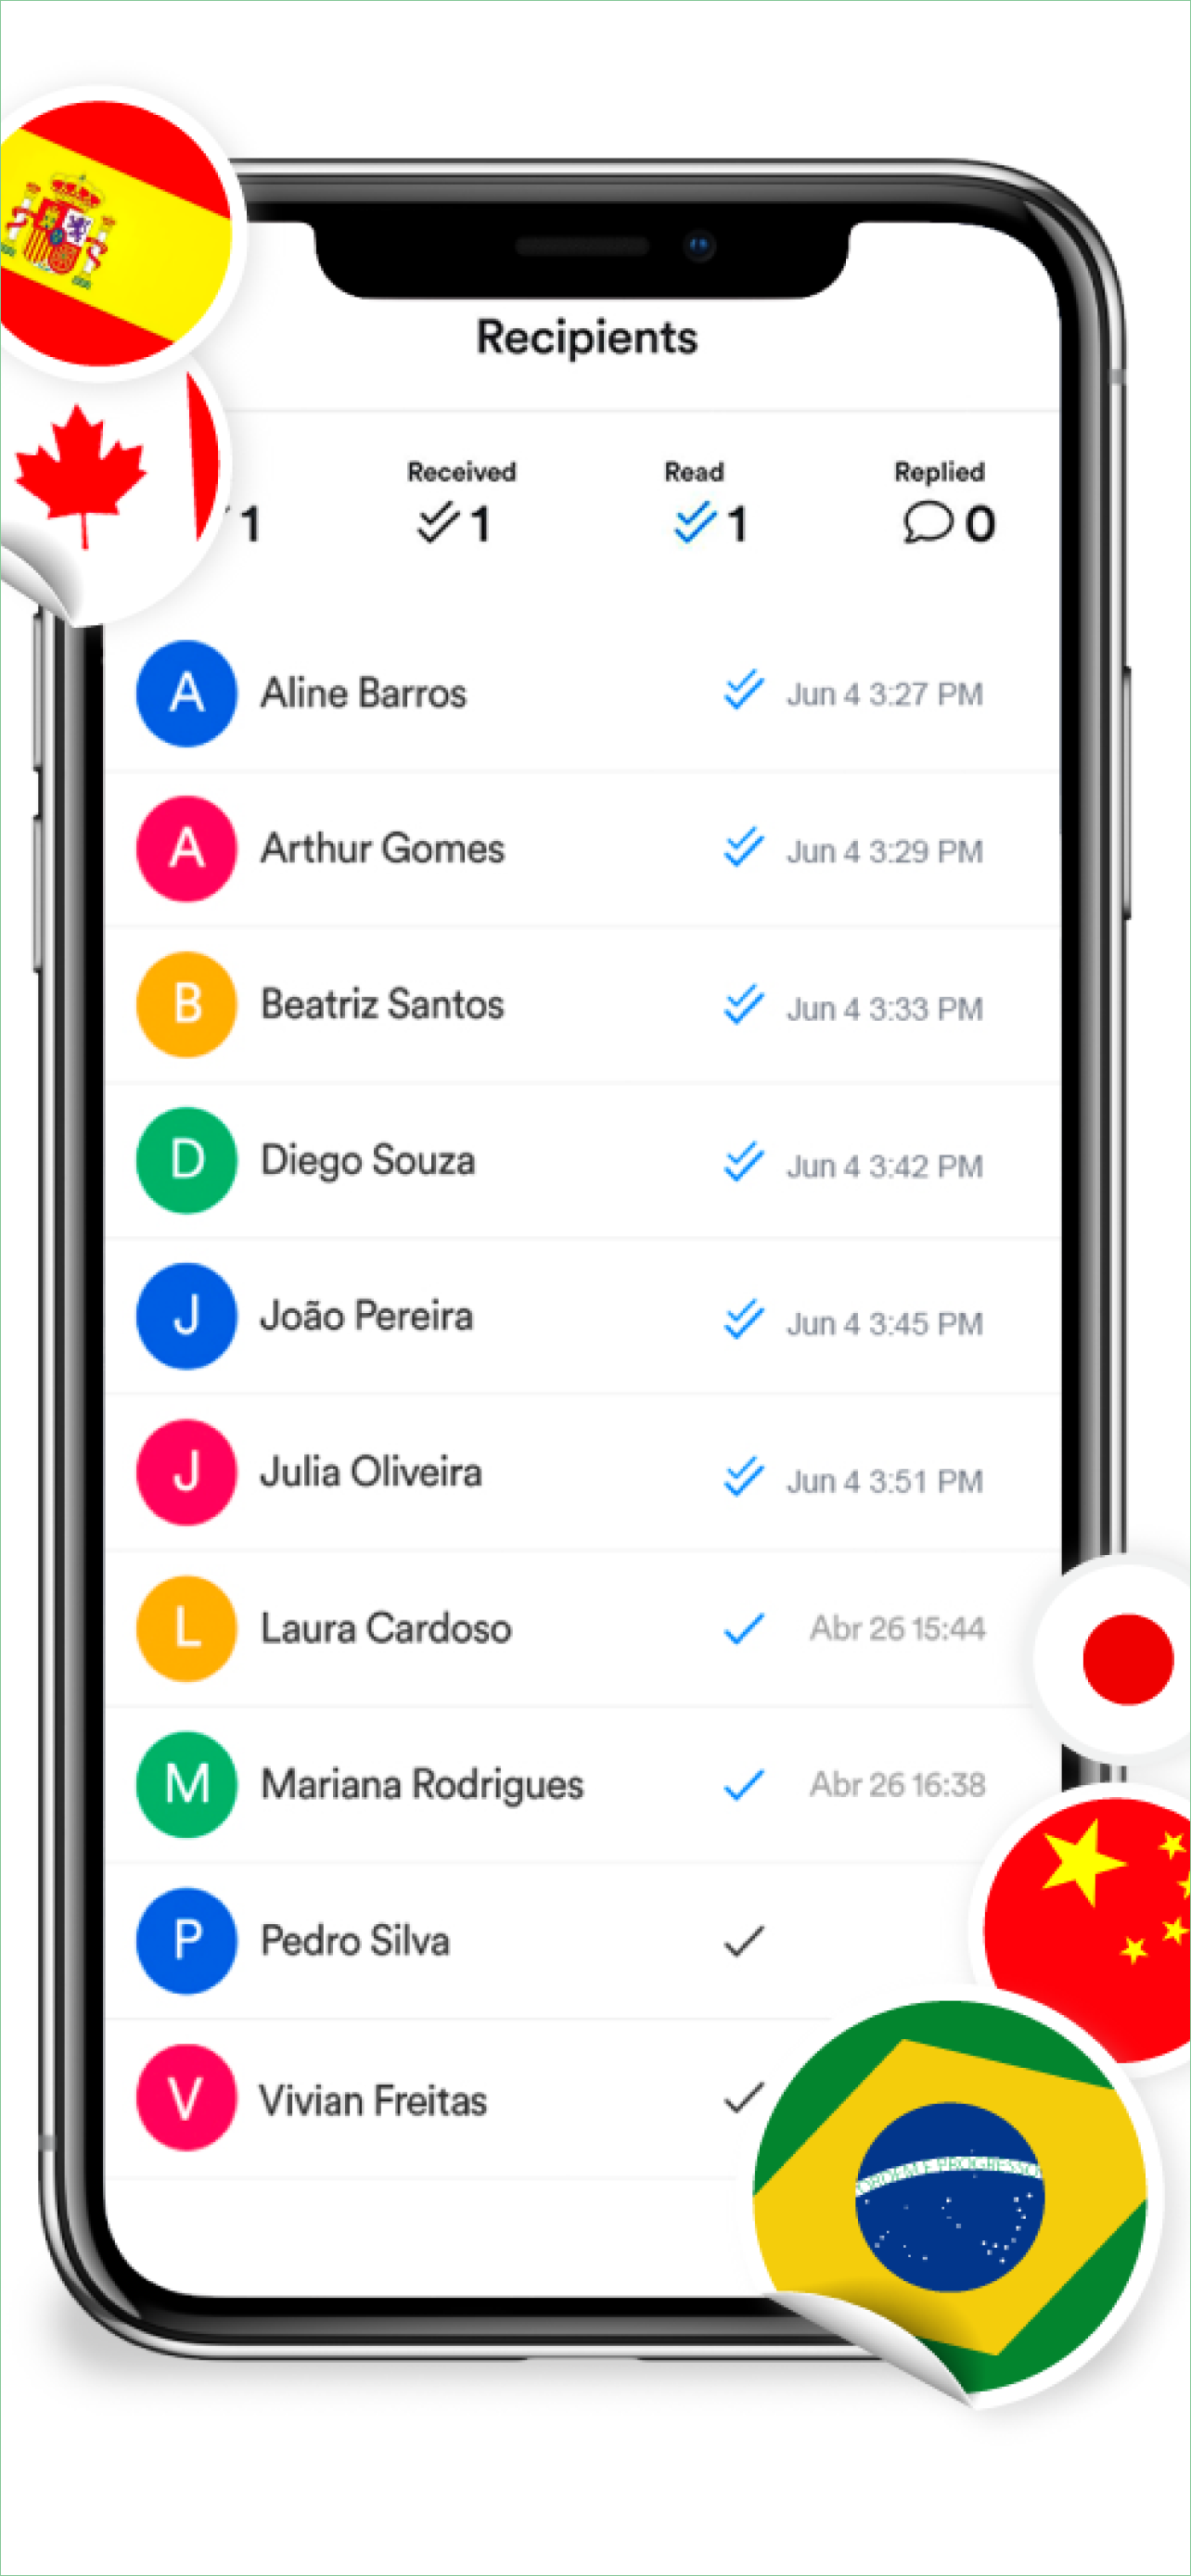 Recipients
Received Read Replied
1 1 1 0
A Aline Barros Jun 4 3:27 PM
A Arthur Gomes Jun 4 3:29 PM
B Beatriz Santos Jun 4 3:33 PM
D Diego Souza Jun 4 3:42 PM
J João Pereira Jun 4 3:45 PM
J Julia Oliveira Jun 4 3:51 PM
L Laura Cardoso Abr 26 15:44
M Mariana Rodrigues Abr 26 16:38
P Pedro Silva
V Vivian Freitas
PROGRESSO